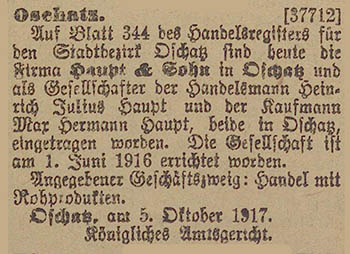 Oschatz. [37712]
Auf Blatt 344 des Handelsregisters für
den Stadtbezirk Oschatz sind heute die
Firma Haupt & Sohn in Oschatz und
als Gesellschafter der Handelsmann Hein-
rich Julius Haupt und der Kaufmann
Max Hermann Haupt, beide in Oschatz,
eingetragen worden. Die Gesellschaft ist
am 1. Juni 1916 errichtet worden.
Angegebener Geschäftszweig: Handel mit
Rohprodukten.
Oschatz, am 5. Oktober 1917.
Königliches Amtsgericht.